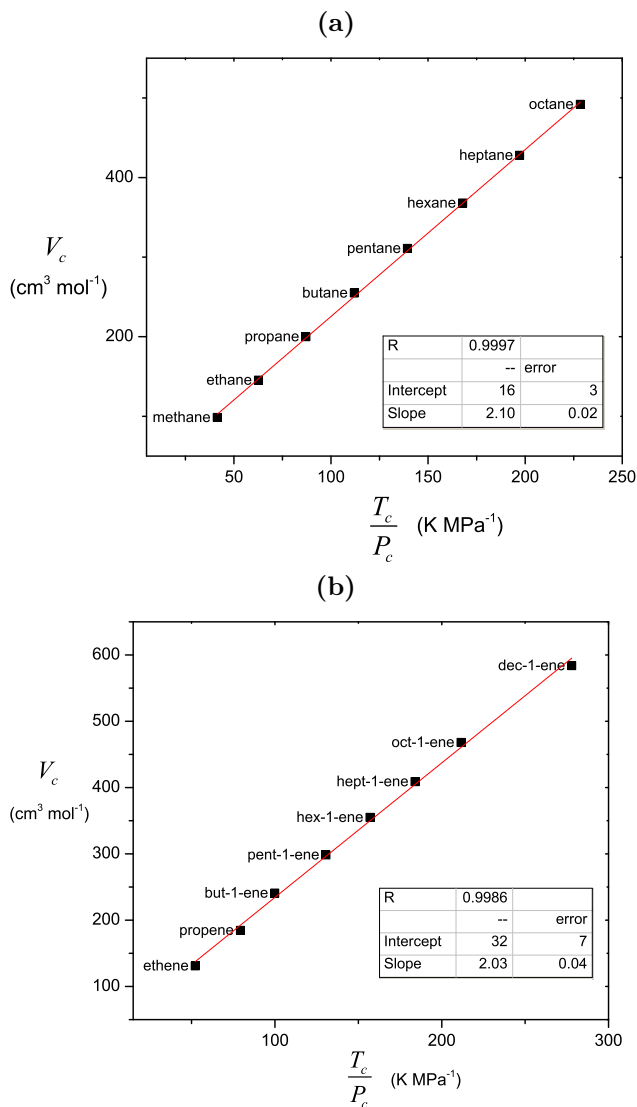 (a)
octane
heptane
400
hexane
V_c
(cm³ mol⁻¹)
pentane
butane
200
propane
ethane
methane
R 0.9997
-- error
Intercept 16 3
Slope 2.10 0.02
50 100 150 200 250
T_c
P_c
(K MPa⁻¹)
(b)
600
dec-1-ene
500
oct-1-ene
V_c
(cm³ mol⁻¹)
400
hept-1-ene
hex-1-ene
300
pent-1-ene
but-1-ene
200
propene
ethene
100
R 0.9986
-- error
Intercept 32 7
Slope 2.03 0.04
100 200 300
T_c
P_c
(K MPa⁻¹)